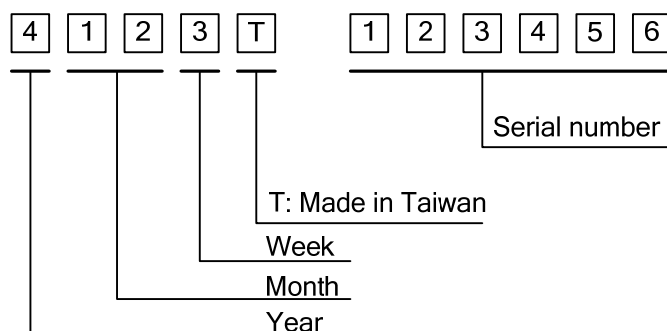 4 1 2 3 T 1 2 3 4 5 6
Serial number
T: Made in Taiwan
Week
Month
Year